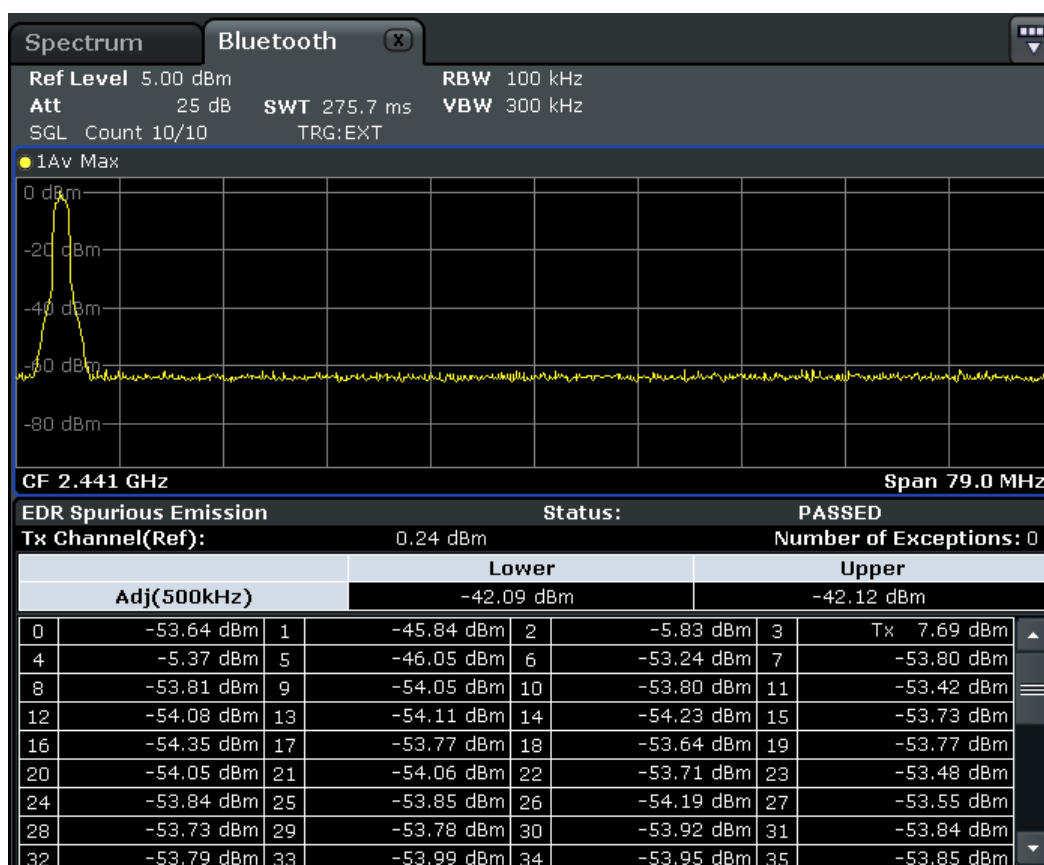 Spectrum Bluetooth X
Ref Level 5.00 dBm RBW 100 kHz
Att 25 dB SWT 275.7 ms VBW 300 kHz
SGL Count 10/10 TRG:EXT
1Av Max
0 dBm
-20 dBm
-40 dBm
-60 dBm
-80 dBm
CF 2.441 GHz Span 79.0 MHz
EDR Spurious Emission Status: PASSED
Tx Channel(Ref): 0.24 dBm Number of Exceptions: 0
Lower Upper
Adj(500kHz) -42.09 dBm -42.12 dBm
0 -53.64 dBm 1 -45.84 dBm 2 -5.83 dBm 3 Tx 7.69 dBm
4 -5.37 dBm 5 -46.05 dBm 6 -53.24 dBm 7 -53.80 dBm
8 -53.81 dBm 9 -54.05 dBm 10 -53.80 dBm 11 -53.42 dBm
12 -54.08 dBm 13 -54.11 dBm 14 -54.23 dBm 15 -53.73 dBm
16 -54.35 dBm 17 -53.77 dBm 18 -53.64 dBm 19 -53.77 dBm
20 -54.05 dBm 21 -54.06 dBm 22 -53.71 dBm 23 -53.48 dBm
24 -53.84 dBm 25 -53.85 dBm 26 -54.19 dBm 27 -53.55 dBm
28 -53.73 dBm 29 -53.78 dBm 30 -53.92 dBm 31 -53.84 dBm
32 -53.79 dBm 33 -53.99 dBm 34 -53.95 dBm 35 -53.85 dBm